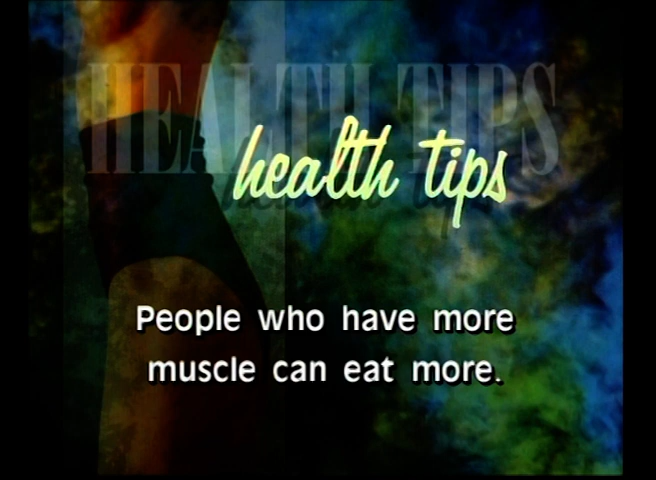 HEALTH TIPS
health tips
People who have more
muscle can eat more.